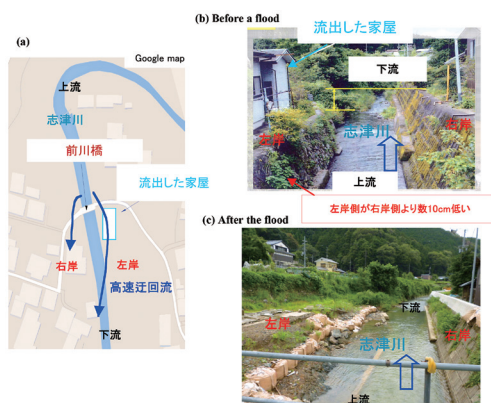 (a)
Google map
上流
志津川
前川橋
流出した家屋
右岸
左岸
高速迂回流
下流
(b) Before a flood
流出した家屋
下流
左岸
志津川
右岸
上流
左岸側が右岸側より数10cm低い
(c) After the flood
下流
左岸
志津川
右岸
上流